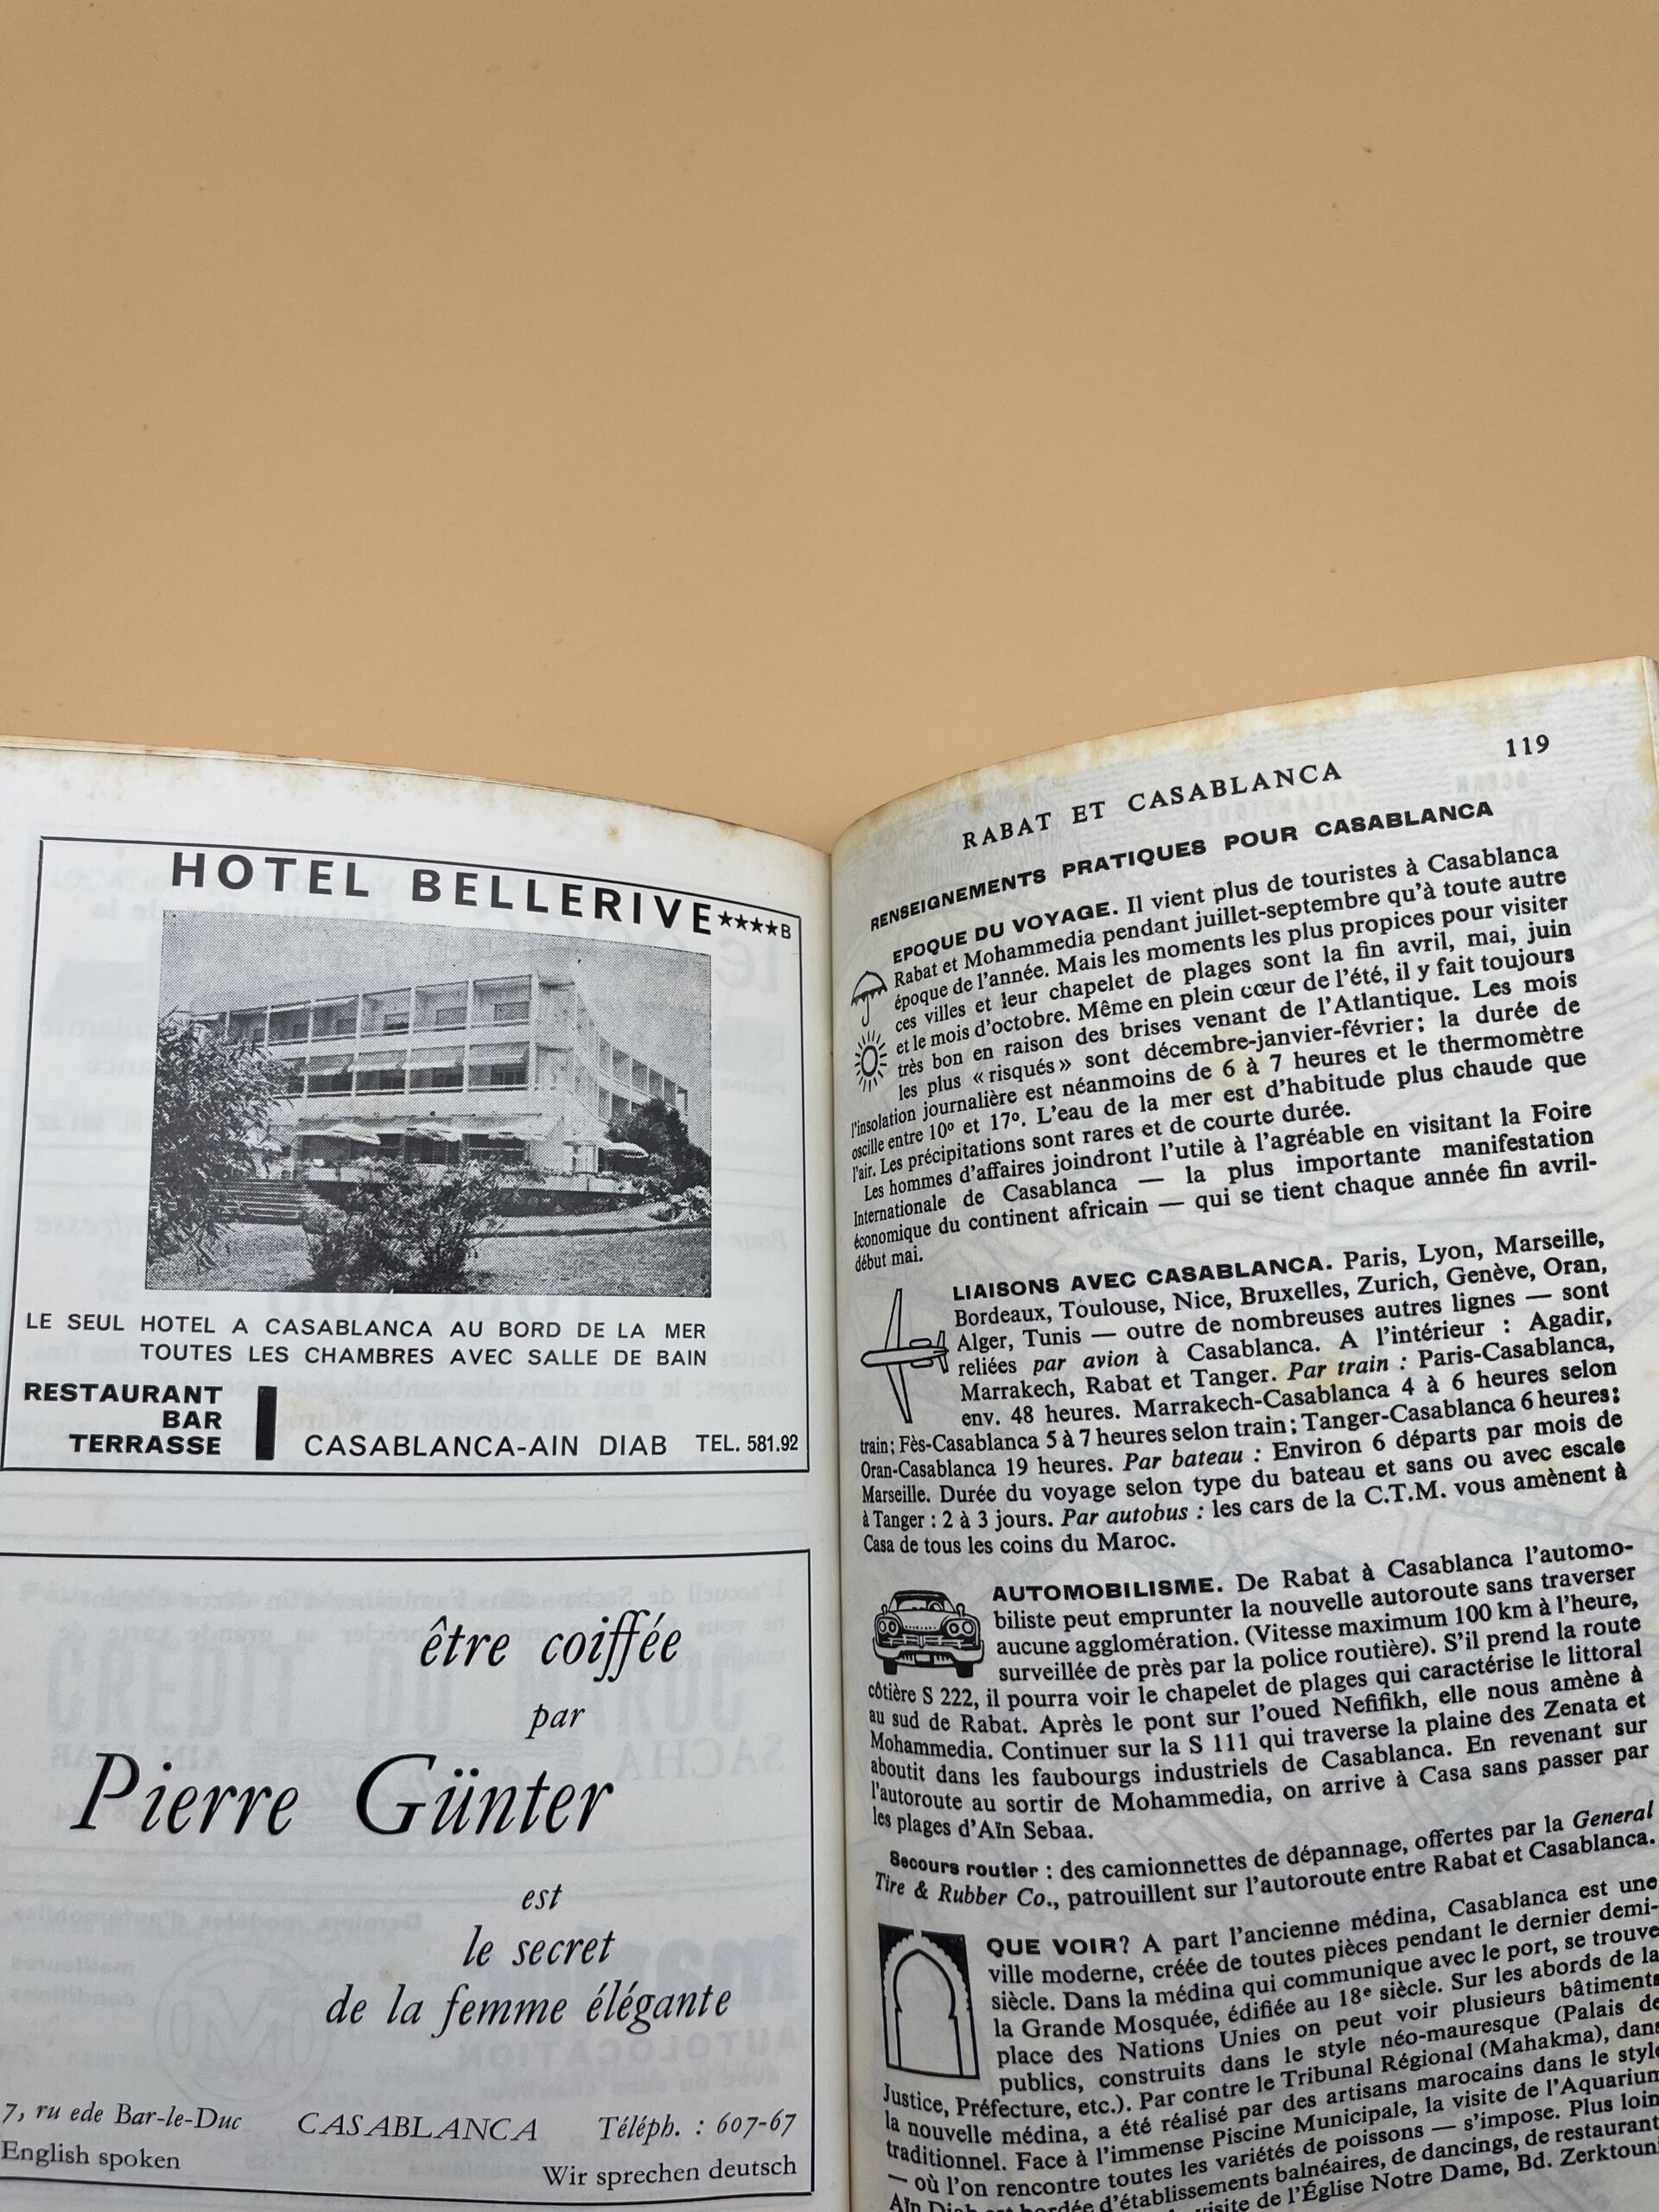 HOTEL BELLERIVE★★★★B
LE SEUL HOTEL A CASABLANCA AU BORD DE LA MER
TOUTES LES CHAMBRES AVEC SALLE DE BAIN
RESTAURANT
BAR
TERRASSE
CASABLANCA-AIN DIAB TEL. 581.92
être coiffée
par
Pierre Günter
est
le secret
de la femme élégante
7, ru ede Bar-le-Duc CASABLANCA Téléph. : 607-67
English spoken
Wir sprechen deutsch
119
RABAT ET CASABLANCA
RENSEIGNEMENTS PRATIQUES POUR CASABLANCA
EPOQUE DU VOYAGE. Il vient plus de touristes à Casablanca
Rabat et Mohammedia pendant juillet-septembre qu'à toute autre
époque de l'année. Mais les moments les plus propices pour visiter
ces villes et leur chapelet de plages sont la fin avril, mai, juin
et le mois d'octobre. Même en plein cœur de l'été, il y fait toujours
très bon en raison des brises venant de l'Atlantique. Les mois
les plus «risqués» sont décembre-janvier-février; la durée de
l'insolation journalière est néanmoins de 6 à 7 heures et le thermomètre
oscille entre 10º et 17º. L'eau de la mer est d'habitude plus chaude que
l'air. Les précipitations sont rares et de courte durée.
Les hommes d'affaires joindront l'utile à l'agréable en visitant la Foire
Internationale de Casablanca — la plus importante manifestation
économique du continent africain — qui se tient chaque année fin avril-
début mai.
LIAISONS AVEC CASABLANCA. Paris, Lyon, Marseille,
Bordeaux, Toulouse, Nice, Bruxelles, Zurich, Genève, Oran,
Alger, Tunis — outre de nombreuses autres lignes — sont
reliées par avion à Casablanca. A l'intérieur : Agadir,
Marrakech, Rabat et Tanger. Par train : Paris-Casablanca,
env. 48 heures. Marrakech-Casablanca 4 à 6 heures selon
train; Fès-Casablanca 5 à 7 heures selon train; Tanger-Casablanca 6 heures;
Oran-Casablanca 19 heures. Par bateau : Environ 6 départs par mois de
Marseille. Durée du voyage selon type du bateau et sans ou avec escale
à Tanger : 2 à 3 jours. Par autobus : les cars de la C.T.M. vous amènent à
Casa de tous les coins du Maroc.
AUTOMOBILISME. De Rabat à Casablanca l'automo-
biliste peut emprunter la nouvelle autoroute sans traverser
aucune agglomération. (Vitesse maximum 100 km à l'heure,
surveillée de près par la police routière). S'il prend la route
côtière S 222, il pourra voir le chapelet de plages qui caractérise le littoral
au sud de Rabat. Après le pont sur l'oued Nefifikh, elle nous amène à
Mohammedia. Continuer sur la S 111 qui traverse la plaine des Zenata et
aboutit dans les faubourgs industriels de Casablanca. En revenant sur
l'autoroute au sortir de Mohammedia, on arrive à Casa sans passer par
les plages d'Aïn Sebaa.
Secours routier : des camionnettes de dépannage, offertes par la General
Tire & Rubber Co., patrouillent sur l'autoroute entre Rabat et Casablanca.
QUE VOIR? A part l'ancienne médina, Casablanca est une
ville moderne, créée de toutes pièces pendant le dernier demi-
siècle. Dans la médina qui communique avec le port, se trouve
la Grande Mosquée, édifiée au 18e siècle. Sur les abords de la
place des Nations Unies on peut voir plusieurs bâtiments
publics, construits dans le style néo-mauresque (Palais de
Justice, Préfecture, etc.). Par contre le Tribunal Régional (Mahakma), dans
la nouvelle médina, a été réalisé par des artisans marocains dans le style
traditionnel. Face à l'immense Piscine Municipale, la visite de l'Aquarium
— où l'on rencontre toutes les variétés de poissons — s'impose. Plus loin
Aïn Diab est bordée d'établissements balnéaires, de dancings, de restaurant
visite de l'Église Notre Dame, Bd. Zerktouni